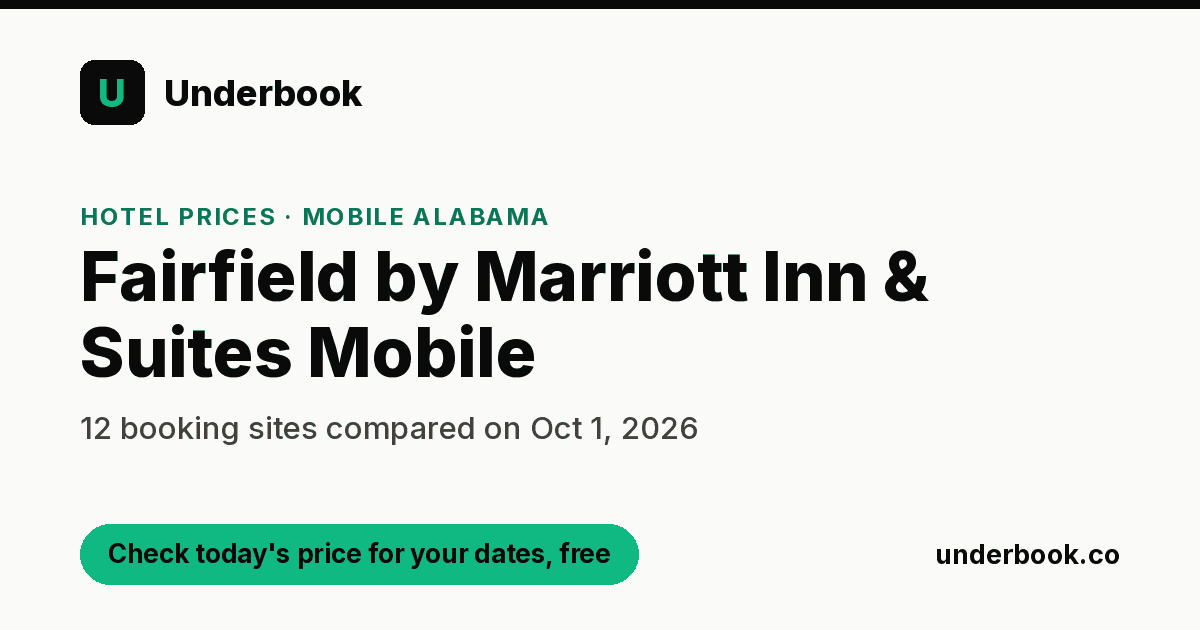 U Underbook
HOTEL PRICES · MOBILE ALABAMA
Fairfield by Marriott Inn &
Suites Mobile
12 booking sites compared on Oct 1, 2026
Check today's price for your dates, free
underbook.co